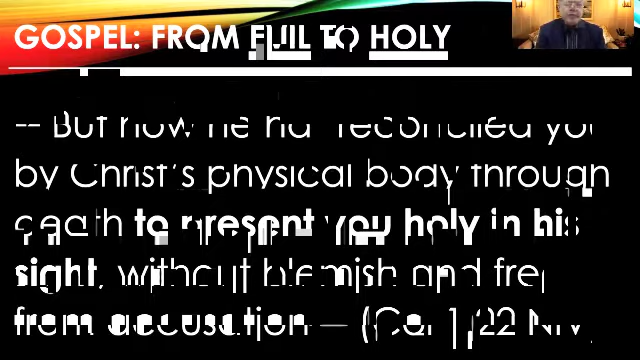 GOSPEL: FROM EVIL TO HOLY
-- But now he has reconciled you
by Christ's physical body through
death to present you holy in his
sight, without blemish and free
from accusation — (Col 1,22 NIV)